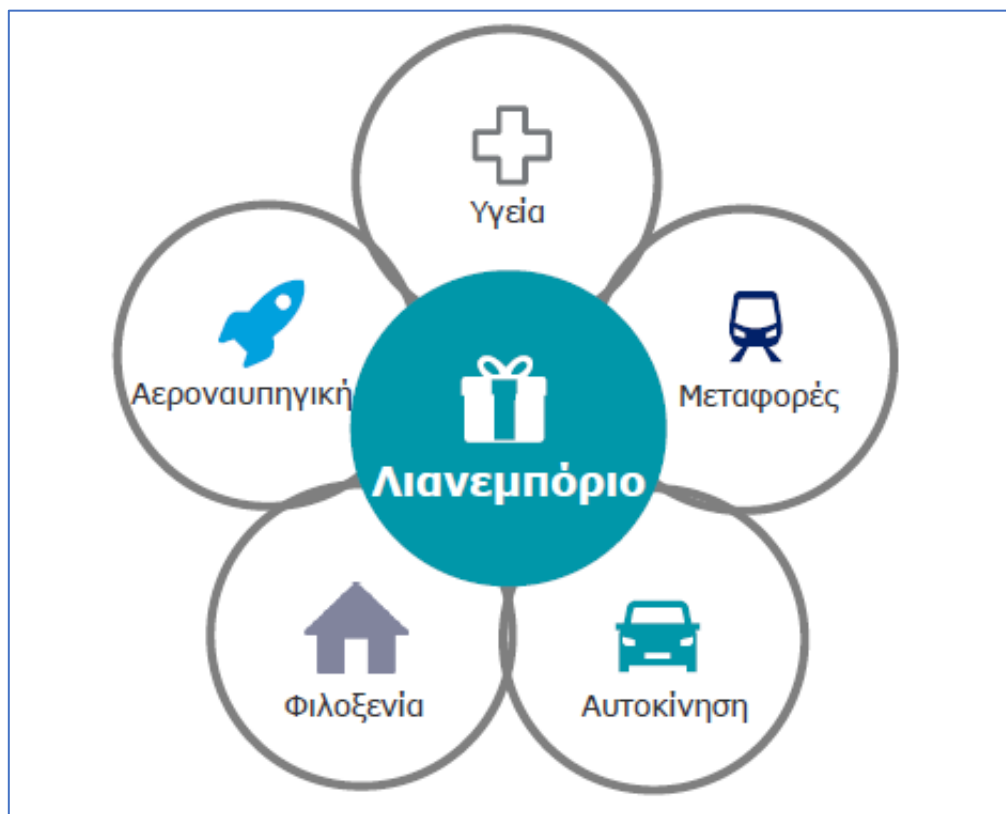 Υγεία
Αεροναυπηγική
Μεταφορές
Λιανεμπόριο
Φιλοξενία
Αυτοκίνηση